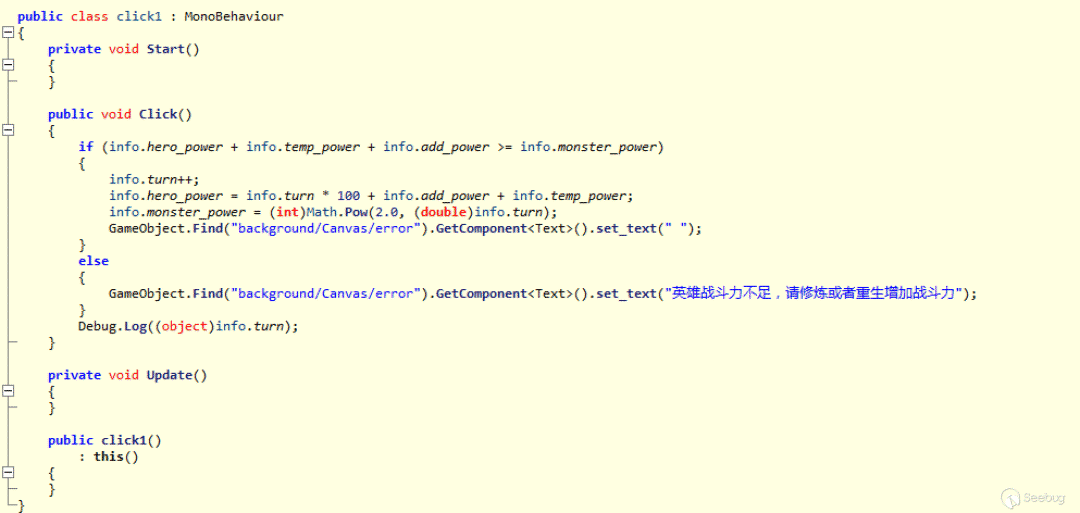 public class click1 : MonoBehaviour
{
    private void Start()
    {
    }
    public void Click()
    {
        if (info.hero_power + info.temp_power + info.add_power >= info.monster_power)
        {
            info.turn++;
            info.hero_power = info.turn * 100 + info.add_power + info.temp_power;
            info.monster_power = (int)Math.Pow(2.0, (double)info.turn);
            GameObject.Find("background/Canvas/error").GetComponent<Text>().set_text(" ");
        }
        else
        {
            GameObject.Find("background/Canvas/error").GetComponent<Text>().set_text("英雄战斗力不足，请修炼或者重生增加战斗力");
        }
        Debug.Log((object)info.turn);
    }
    private void Update()
    {
    }
    public click1()
        : this()
    {
    }
}
Seebug